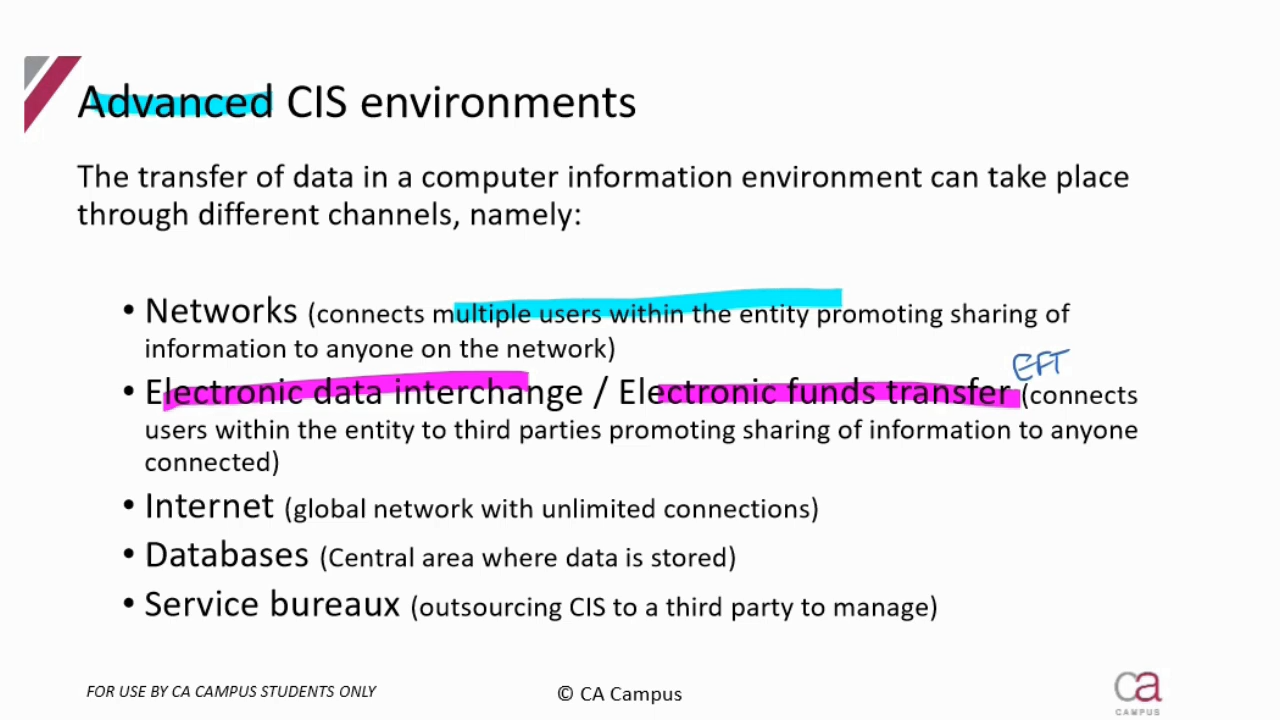 Advanced CIS environments
The transfer of data in a computer information environment can take place
through different channels, namely:
• Networks (connects multiple users within the entity promoting sharing of
information to anyone on the network)
EFT
• Electronic data interchange / Electronic funds transfer (connects
users within the entity to third parties promoting sharing of information to anyone
connected)
• Internet (global network with unlimited connections)
• Databases (Central area where data is stored)
• Service bureaux (outsourcing CIS to a third party to manage)
FOR USE BY CA CAMPUS STUDENTS ONLY
© CA Campus
ca
CAMPUS